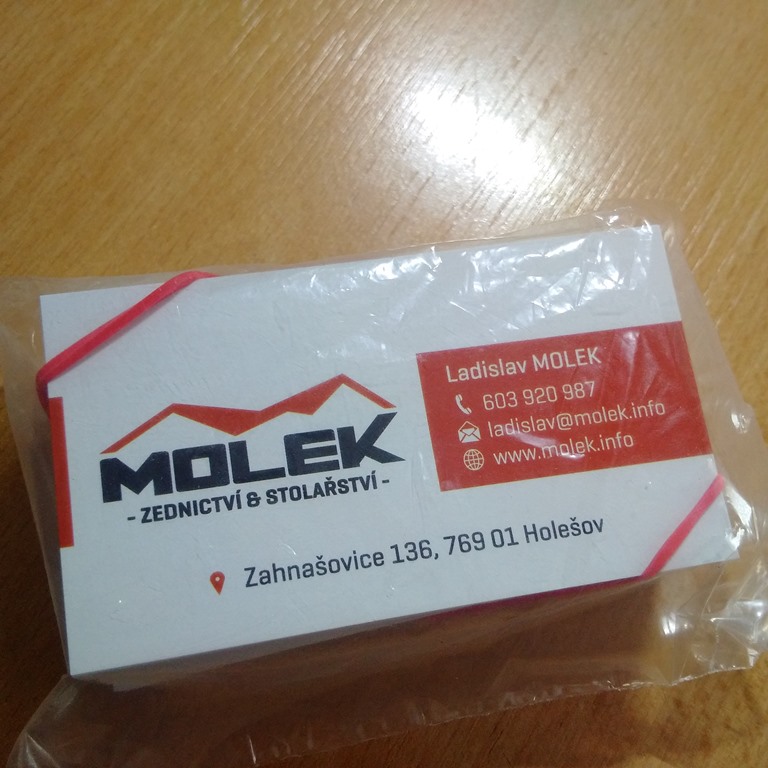 MOLEK
- ZEDNICTVÍ & STOLAŘSTVÍ -
Ladislav MOLEK
603 920 987
ladislav@molek.info
www.molek.info
Zahnašovice 136, 769 01 Holešov